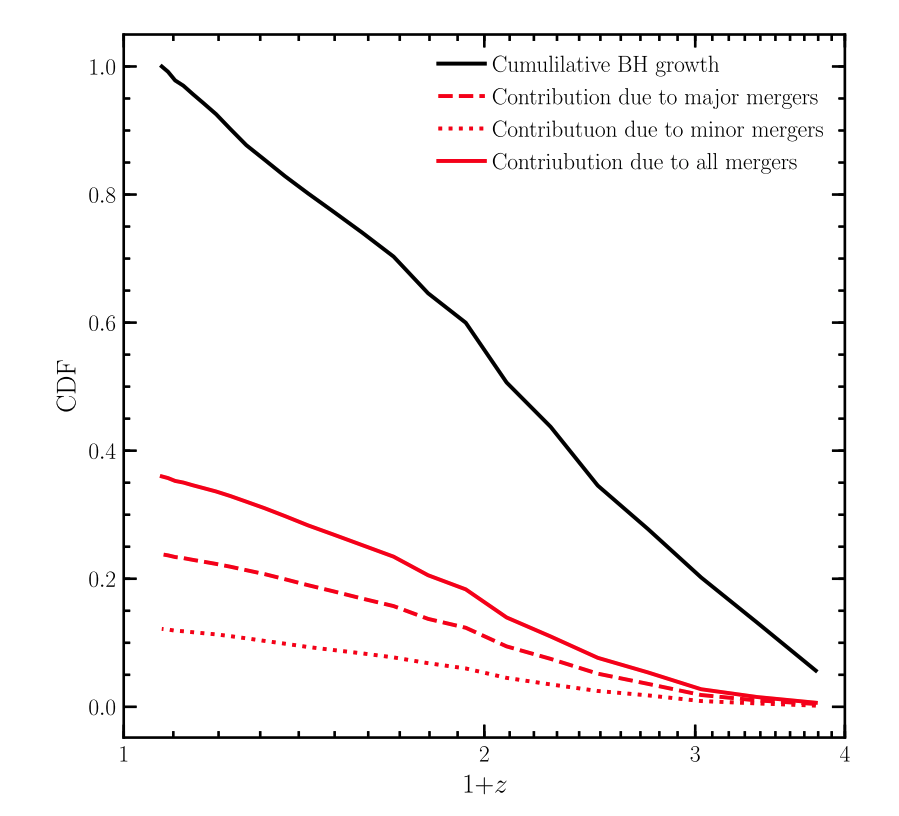 Cumulilative BH growth
Contribution due to major mergers
Contributuon due to minor mergers
Contriubution due to all mergers
1.0
0.8
0.6
0.4
0.2
0.0
CDF
1 2 3 4
1+z